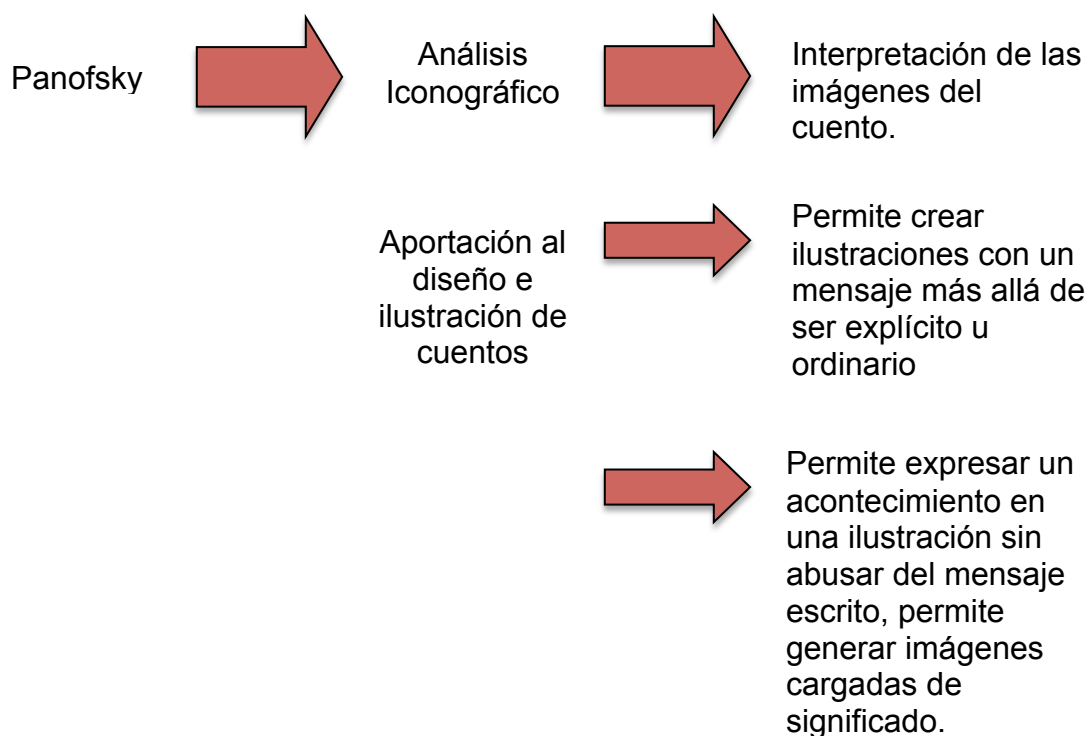 Panofsky
Análisis
Iconográfico
Interpretación de las
imágenes del
cuento.
Aportación al
diseño e
ilustración de
cuentos
Permite crear
ilustraciones con un
mensaje más allá de
ser explícito u
ordinario
Permite expresar un
acontecimiento en
una ilustración sin
abusar del mensaje
escrito, permite
generar imágenes
cargadas de
significado.